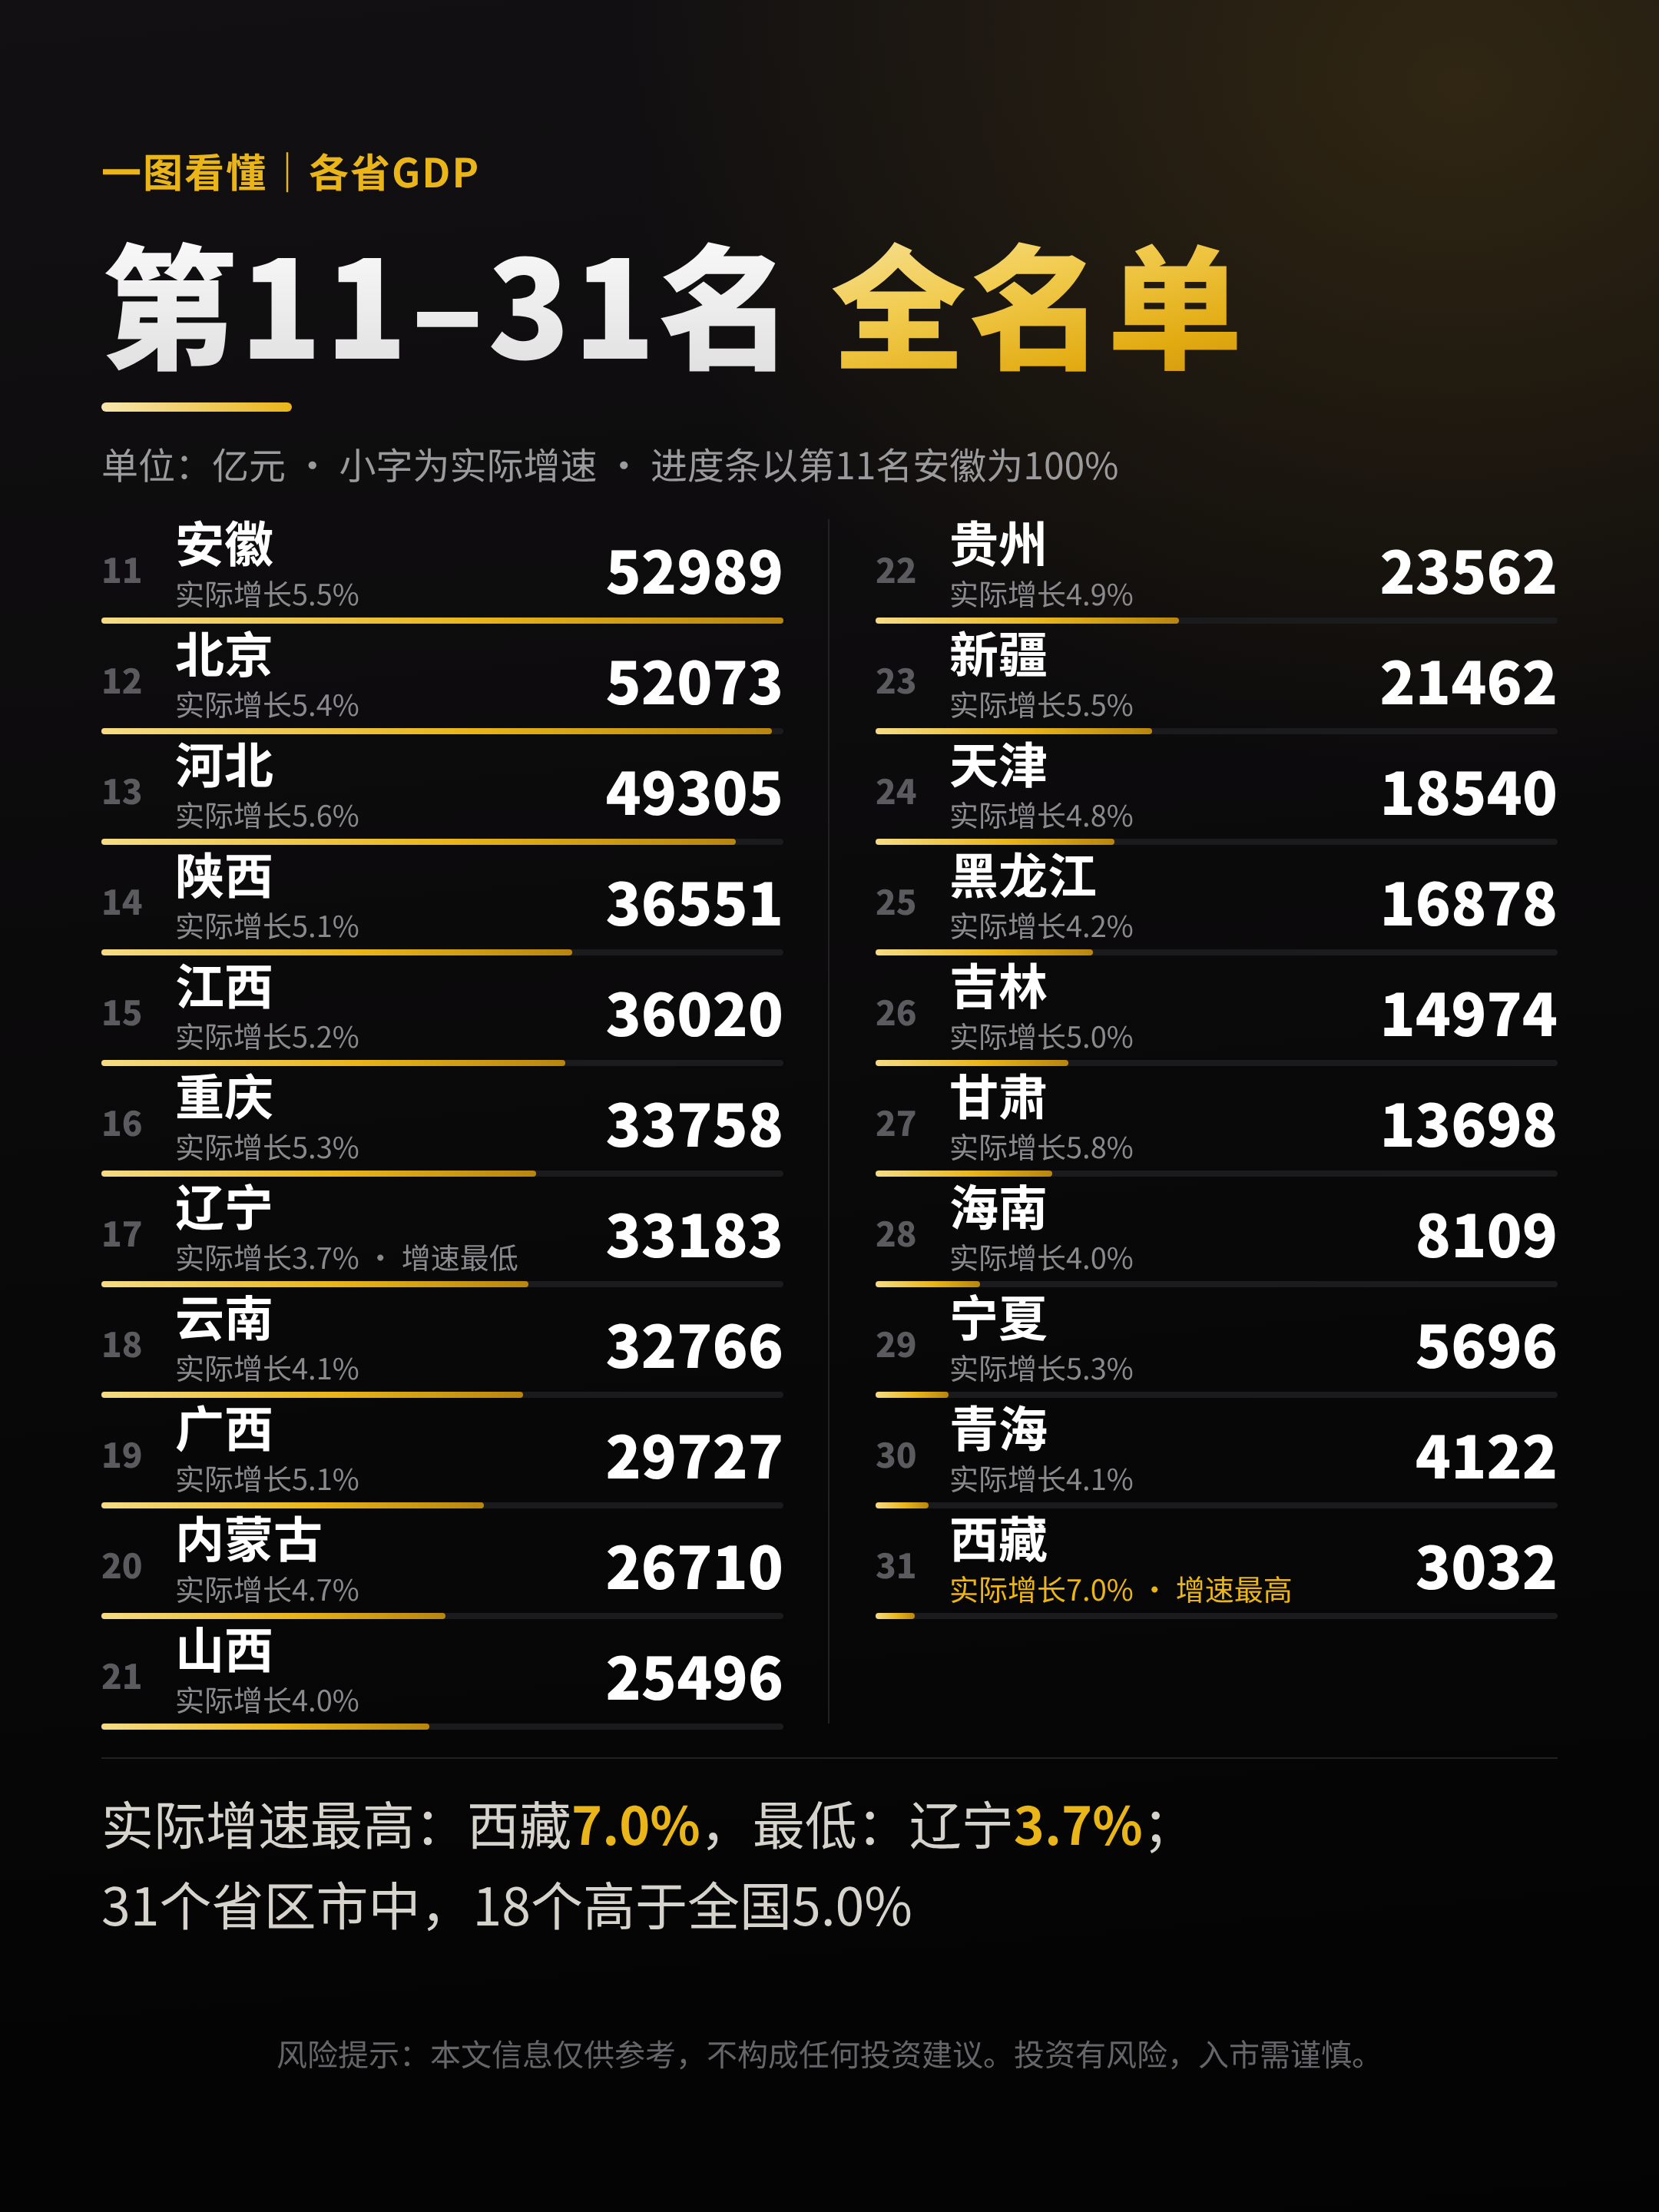 一图看懂｜各省GDP
第11–31名 全名单
单位：亿元 · 小字为实际增速 · 进度条以第11名安徽为100%
11 安徽 52989
实际增长5.5%
12 北京 52073
实际增长5.4%
13 河北 49305
实际增长5.6%
14 陕西 36551
实际增长5.1%
15 江西 36020
实际增长5.2%
16 重庆 33758
实际增长5.3%
17 辽宁 33183
实际增长3.7% · 增速最低
18 云南 32766
实际增长4.1%
19 广西 29727
实际增长5.1%
20 内蒙古 26710
实际增长4.7%
21 山西 25496
实际增长4.0%
22 贵州 23562
实际增长4.9%
23 新疆 21462
实际增长5.5%
24 天津 18540
实际增长4.8%
25 黑龙江 16878
实际增长4.2%
26 吉林 14974
实际增长5.0%
27 甘肃 13698
实际增长5.8%
28 海南 8109
实际增长4.0%
29 宁夏 5696
实际增长5.3%
30 青海 4122
实际增长4.1%
31 西藏 3032
实际增长7.0% · 增速最高
实际增速最高：西藏7.0%，最低：辽宁3.7%；
31个省区市中，18个高于全国5.0%
风险提示：本文信息仅供参考，不构成任何投资建议。投资有风险，入市需谨慎。